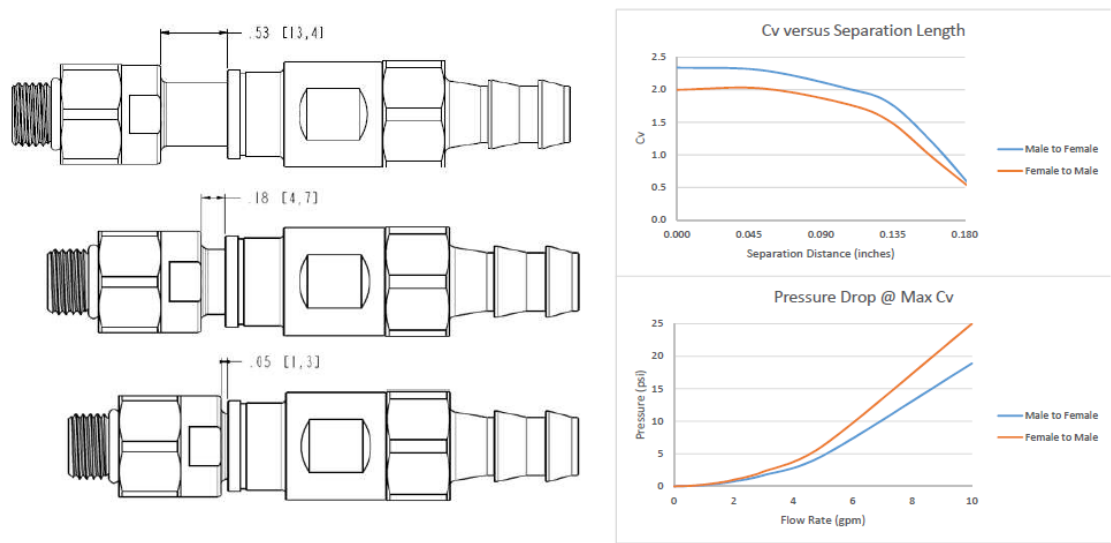 .53 [13,4]
.18 [4,7]
.05 [1,3]
Cv versus Separation Length
2.5
2.0
1.5
1.0
0.5
0.0
Cv
0.000 0.045 0.090 0.135 0.180
Separation Distance (inches)
Male to Female
Female to Male
Pressure Drop @ Max Cv
25
20
15
10
5
0
Pressure (psi)
0 2 4 6 8 10
Flow Rate (gpm)
Male to Female
Female to Male